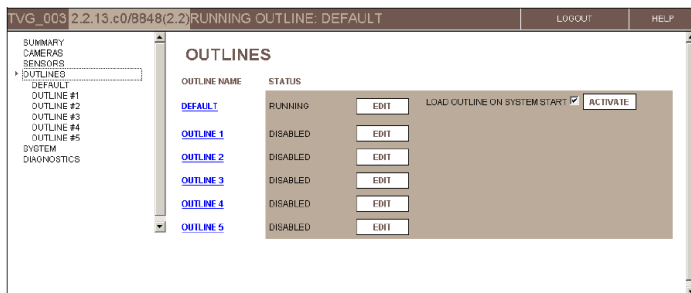 TVG_003 2.2.13.c0/8848(2.2)RUNNING OUTLINE: DEFAULT LOGOUT HELP
SUMMARY
CAMERAS
SENSORS
OUTLINES
DEFAULT
OUTLINE #1
OUTLINE #2
OUTLINE #3
OUTLINE #4
OUTLINE #5
SYSTEM
DIAGNOSTICS
OUTLINES
OUTLINE NAME STATUS
DEFAULT RUNNING EDIT LOAD OUTLINE ON SYSTEM START ACTIVATE
OUTLINE 1 DISABLED EDIT
OUTLINE 2 DISABLED EDIT
OUTLINE 3 DISABLED EDIT
OUTLINE 4 DISABLED EDIT
OUTLINE 5 DISABLED EDIT